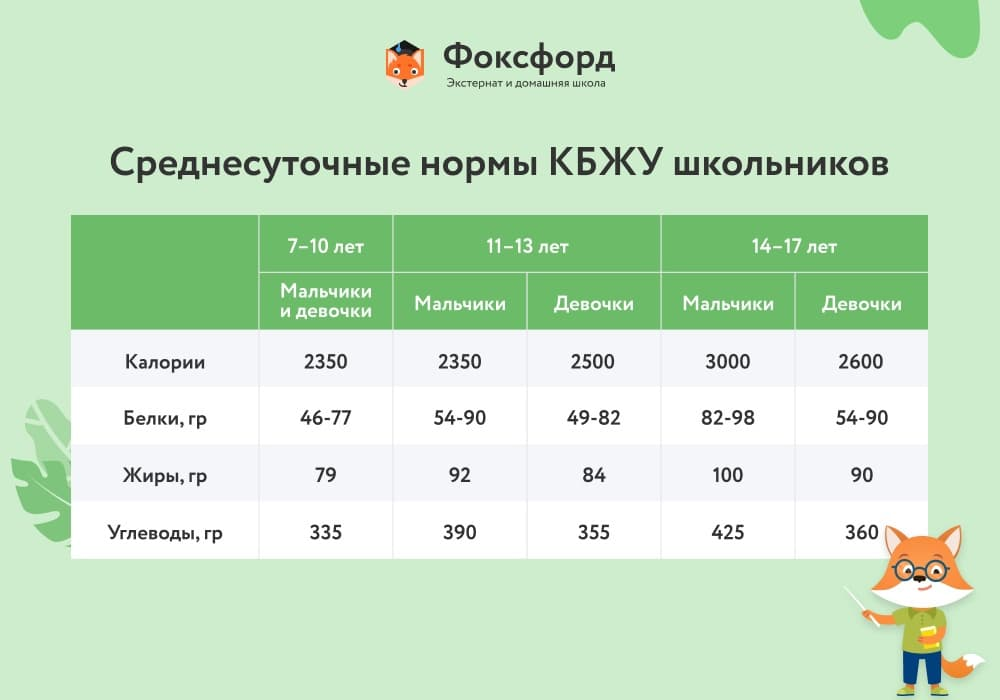 Фоксфорд
Экстернат и домашняя школа
Среднесуточные нормы КБЖУ школьников
7–10 лет 11–13 лет 14–17 лет
Мальчики
и девочки Мальчики Девочки Мальчики Девочки
Калории 2350 2350 2500 3000 2600
Белки, гр 46-77 54-90 49-82 82-98 54-90
Жиры, гр 79 92 84 100 90
Углеводы, гр 335 390 355 425 360